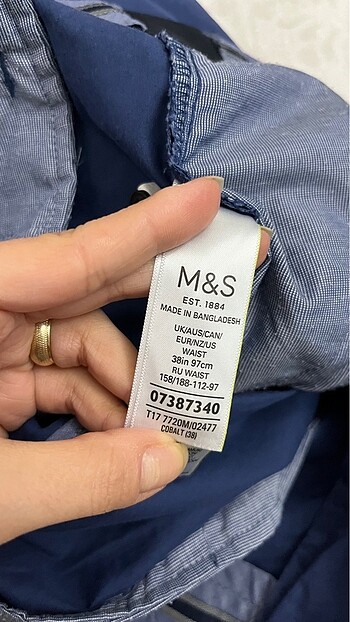 M&S
EST. 1884
MADE IN BANGLADESH
UK/AUS/CAN/
EUR/NZ/US
WAIST
38in 97cm
RU WAIST
158/188-112-97
07387340
T17 7720M/02477
COBALT (38)